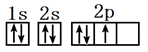 1s 2s 2p
↑↓ ↑↓ ↑↓ ↑